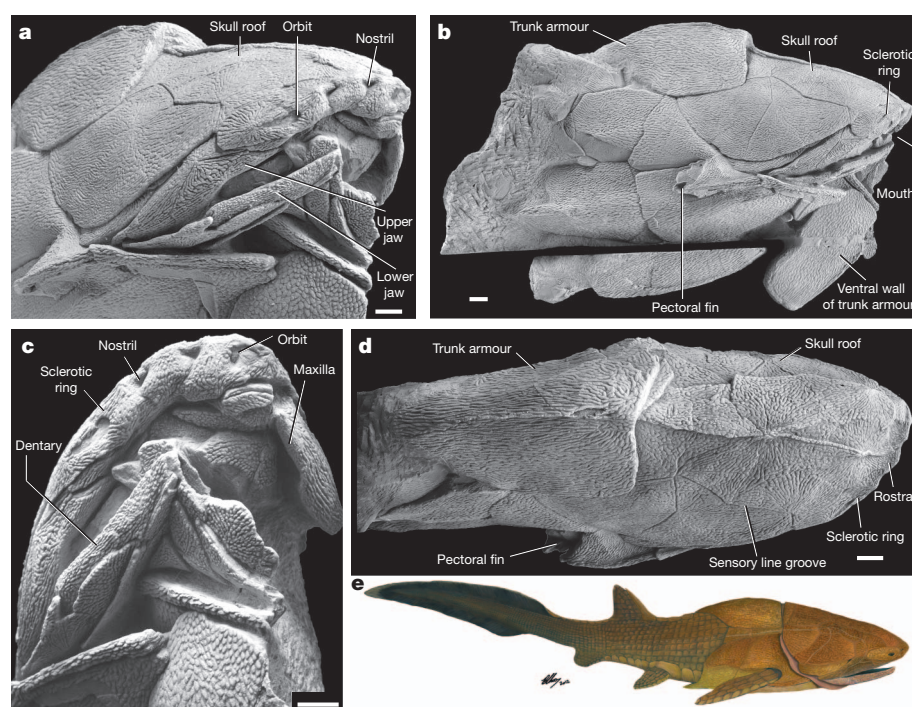 a
Skull roof
Orbit
Nostril
Upper
jaw
Lower
jaw
b
Trunk armour
Skull roof
Sclerotic
ring
Mouth
Pectoral fin
Ventral wall
of trunk armour
c
Nostril
Orbit
Sclerotic
ring
Maxilla
Dentary
d
Trunk armour
Skull roof
Rostra
Sclerotic ring
Pectoral fin
Sensory line groove
e